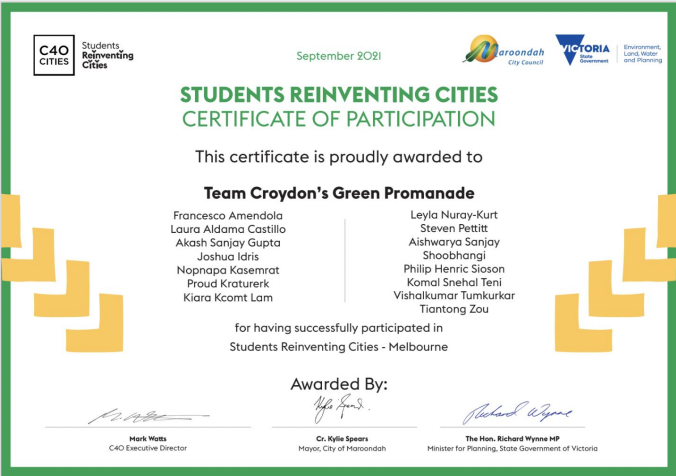 C40
CITIES
Students
Reinventing
Cities
September 2021
Maroondah
City Council
VICTORIA
State
Government
Environment,
Land, Water
and Planning
STUDENTS REINVENTING CITIES
CERTIFICATE OF PARTICIPATION
This certificate is proudly awarded to
Team Croydon's Green Promanade
Francesco Amendola
Laura Aldama Castillo
Akash Sanjay Gupta
Joshua Idris
Nopnapa Kasemrat
Proud Kraturerk
Kiara Kcomt Lam
Leyla Nuray-Kurt
Steven Pettitt
Aishwarya Sanjay
Shoobhangi
Philip Henric Sioson
Komal Snehal Teni
Vishalkumar Tumkurkar
Tiantong Zou
for having successfully participated in
Students Reinventing Cities - Melbourne
Awarded By:
Richard Wynne
Mark Watts
C40 Executive Director
Cr. Kylie Spears
Mayor, City of Maroondah
The Hon. Richard Wynne MP
Minister for Planning, State Government of Victoria